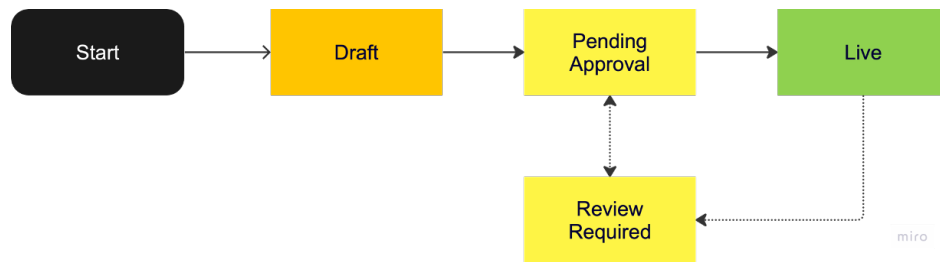 Start
Draft
Pending
Approval
Live
Review
Required
miro